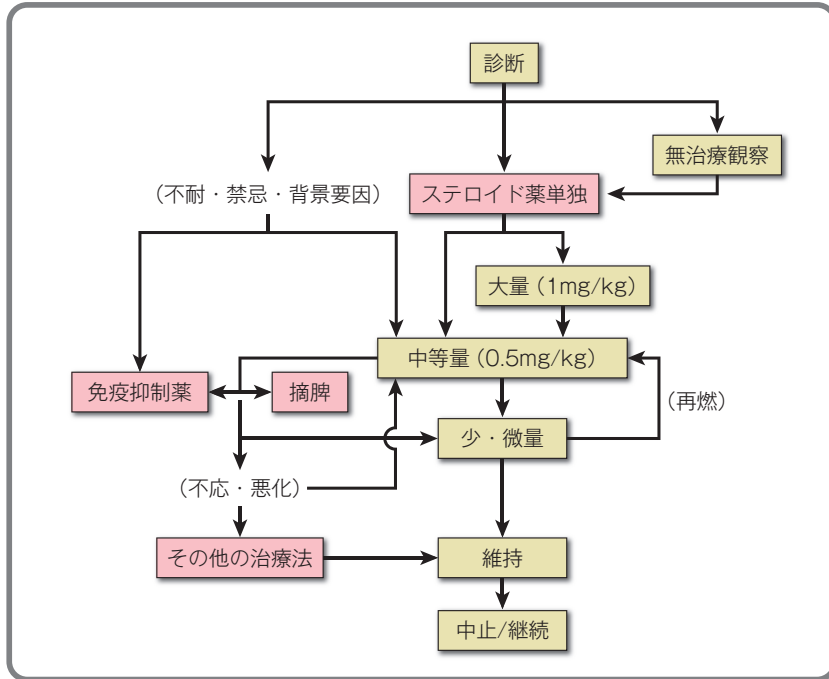 診断
無治療観察
(不耐・禁忌・背景要因)
ステロイド薬単独
大量(1mg/kg)
中等量(0.5mg/kg)
免疫抑制薬
摘脾
(再燃)
少・微量
(不応・悪化)
その他の治療法
維持
中止/継続